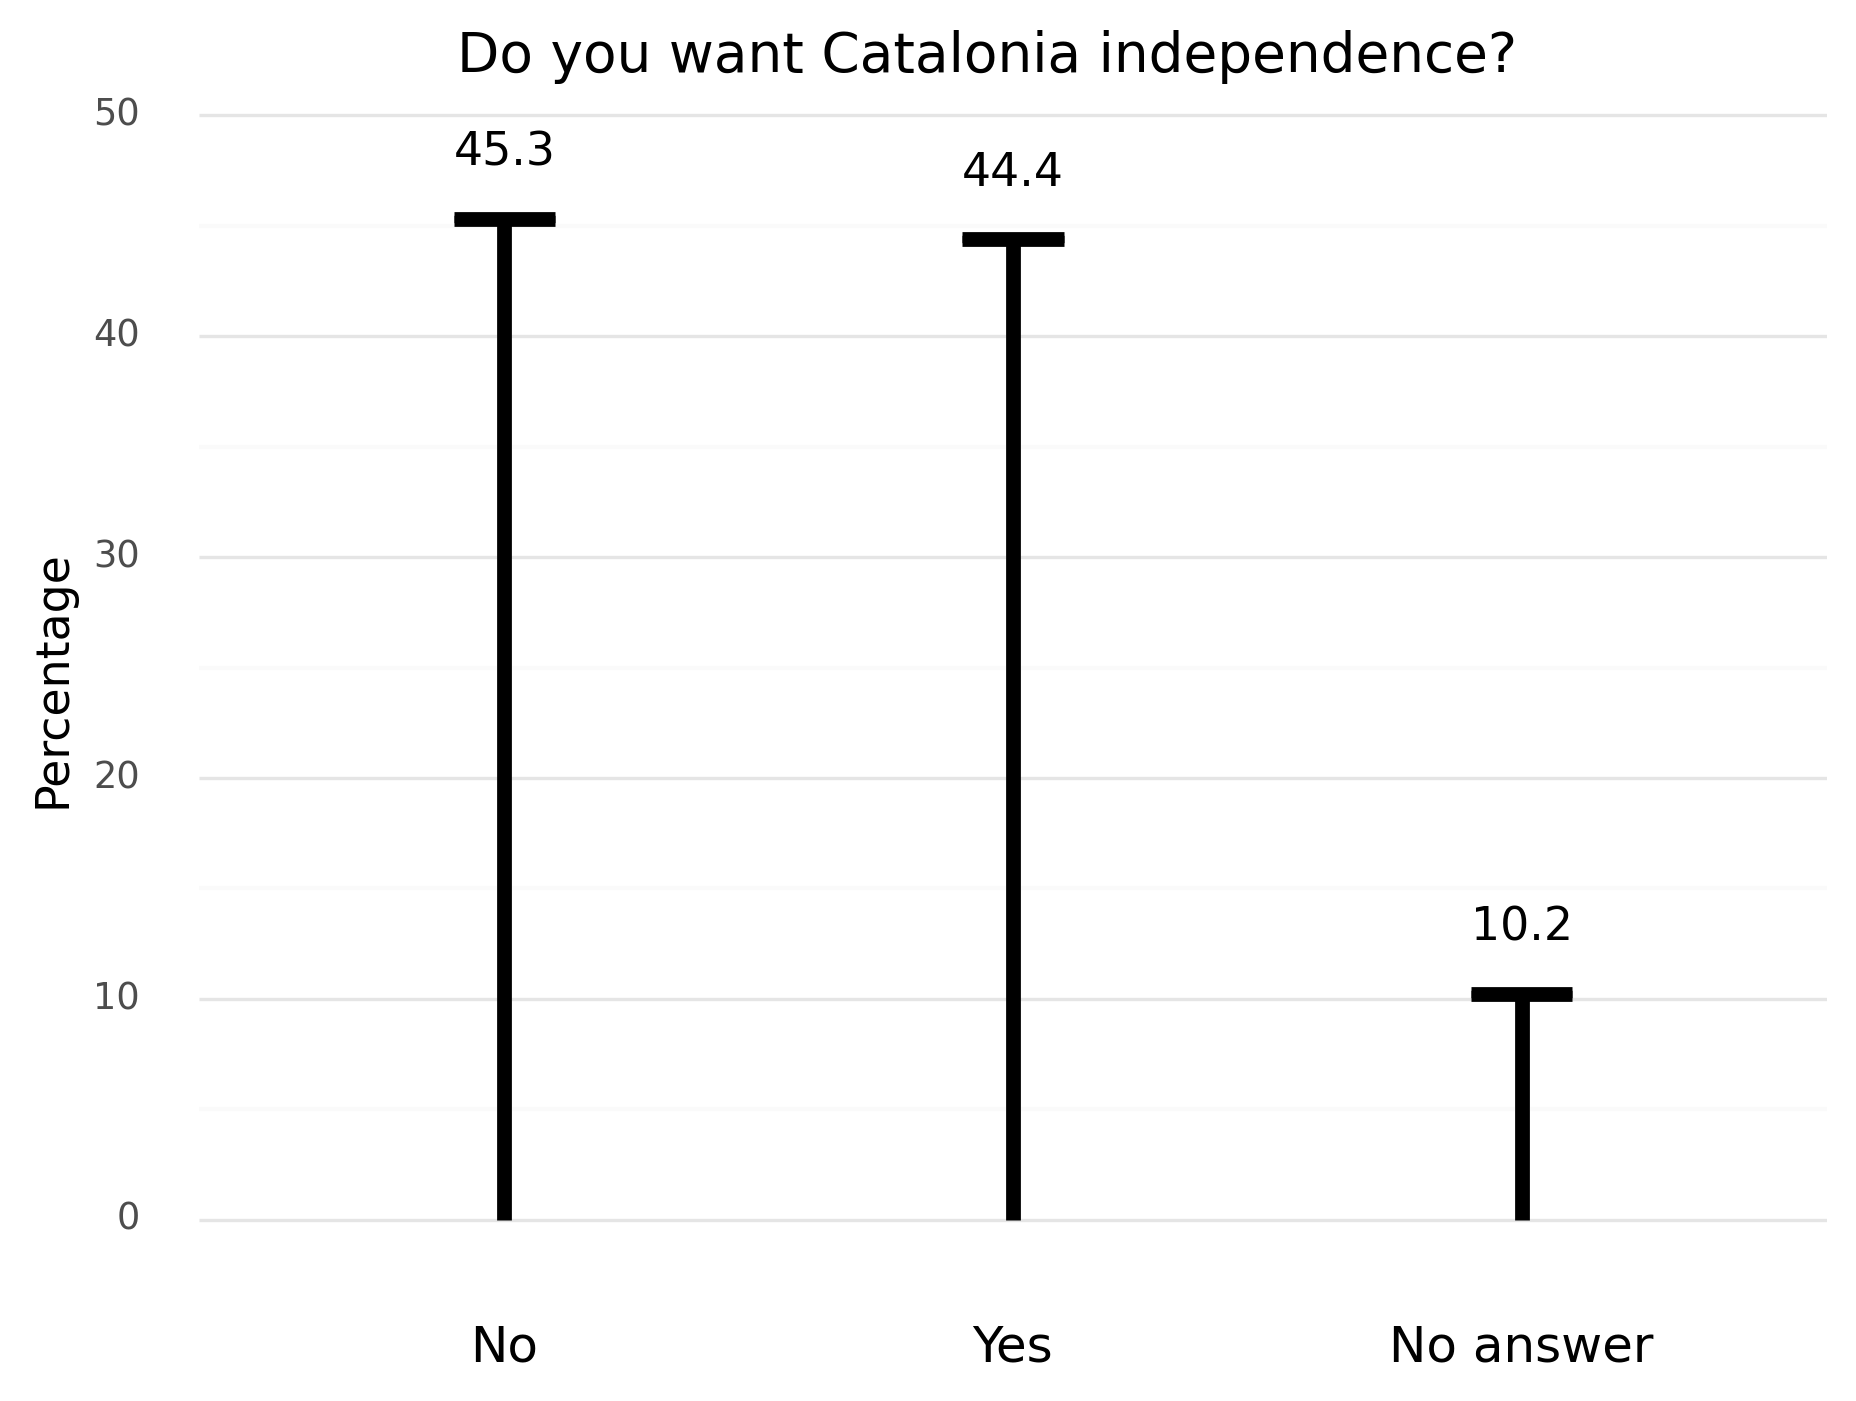 Do you want Catalonia independence?
50
45.3
44.4
40
30
Percentage
20
10.2
10
0
No
Yes
No answer